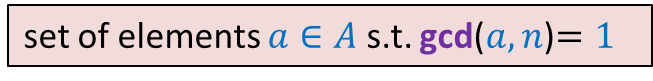 set of elements a ∈ A s.t. gcd(a, n)= 1